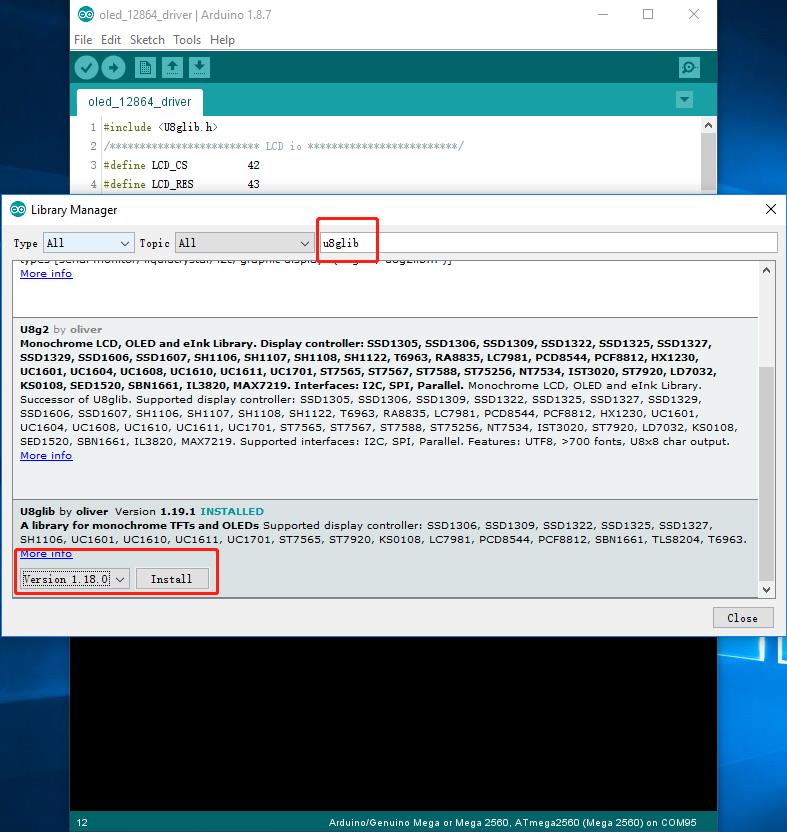 oled_12864_driver | Arduino 1.8.7
File Edit Sketch Tools Help
oled_12864_driver
1 #include <U8glib.h>
2 /************************* LCD io *************************/
3 #define LCD_CS 42
4 #define LCD_RES 43
Library Manager
Type All Topic All u8glib
More info
U8g2 by oliver
Monochrome LCD, OLED and eInk Library. Display controller: SSD1305, SSD1306, SSD1309, SSD1322, SSD1325, SSD1327,
SSD1329, SSD1606, SSD1607, SH1106, SH1107, SH1108, SH1122, T6963, RA8835, LC7981, PCD8544, PCF8812, HX1230,
UC1601, UC1604, UC1608, UC1610, UC1611, UC1701, ST7565, ST7567, ST7588, ST75256, NT7534, IST3020, ST7920, LD7032,
KS0108, SED1520, SBN1661, IL3820, MAX7219. Interfaces: I2C, SPI, Parallel. Monochrome LCD, OLED and eInk Library.
Successor of U8glib. Supported display controller: SSD1305, SSD1306, SSD1309, SSD1322, SSD1325, SSD1327, SSD1329,
SSD1606, SSD1607, SH1106, SH1107, SH1108, SH1122, T6963, RA8835, LC7981, PCD8544, PCF8812, HX1230, UC1601,
UC1604, UC1608, UC1610, UC1611, UC1701, ST7565, ST7567, ST7588, ST75256, NT7534, IST3020, ST7920, LD7032, KS0108,
SED1520, SBN1661, IL3820, MAX7219. Supported interfaces: I2C, SPI, Parallel. Features: UTF8, >700 fonts, U8x8 char output.
More info
U8glib by oliver Version 1.19.1 INSTALLED
A library for monochrome TFTs and OLEDs Supported display controller: SSD1306, SSD1309, SSD1322, SSD1325, SSD1327,
SH1106, UC1601, UC1610, UC1611, UC1701, ST7565, ST7920, KS0108, LC7981, PCD8544, PCF8812, SBN1661, TLS8204, T6963.
More info
Version 1.18.0 Install
Close
12 Arduino/Genuino Mega or Mega 2560, ATmega2560 (Mega 2560) on COM95